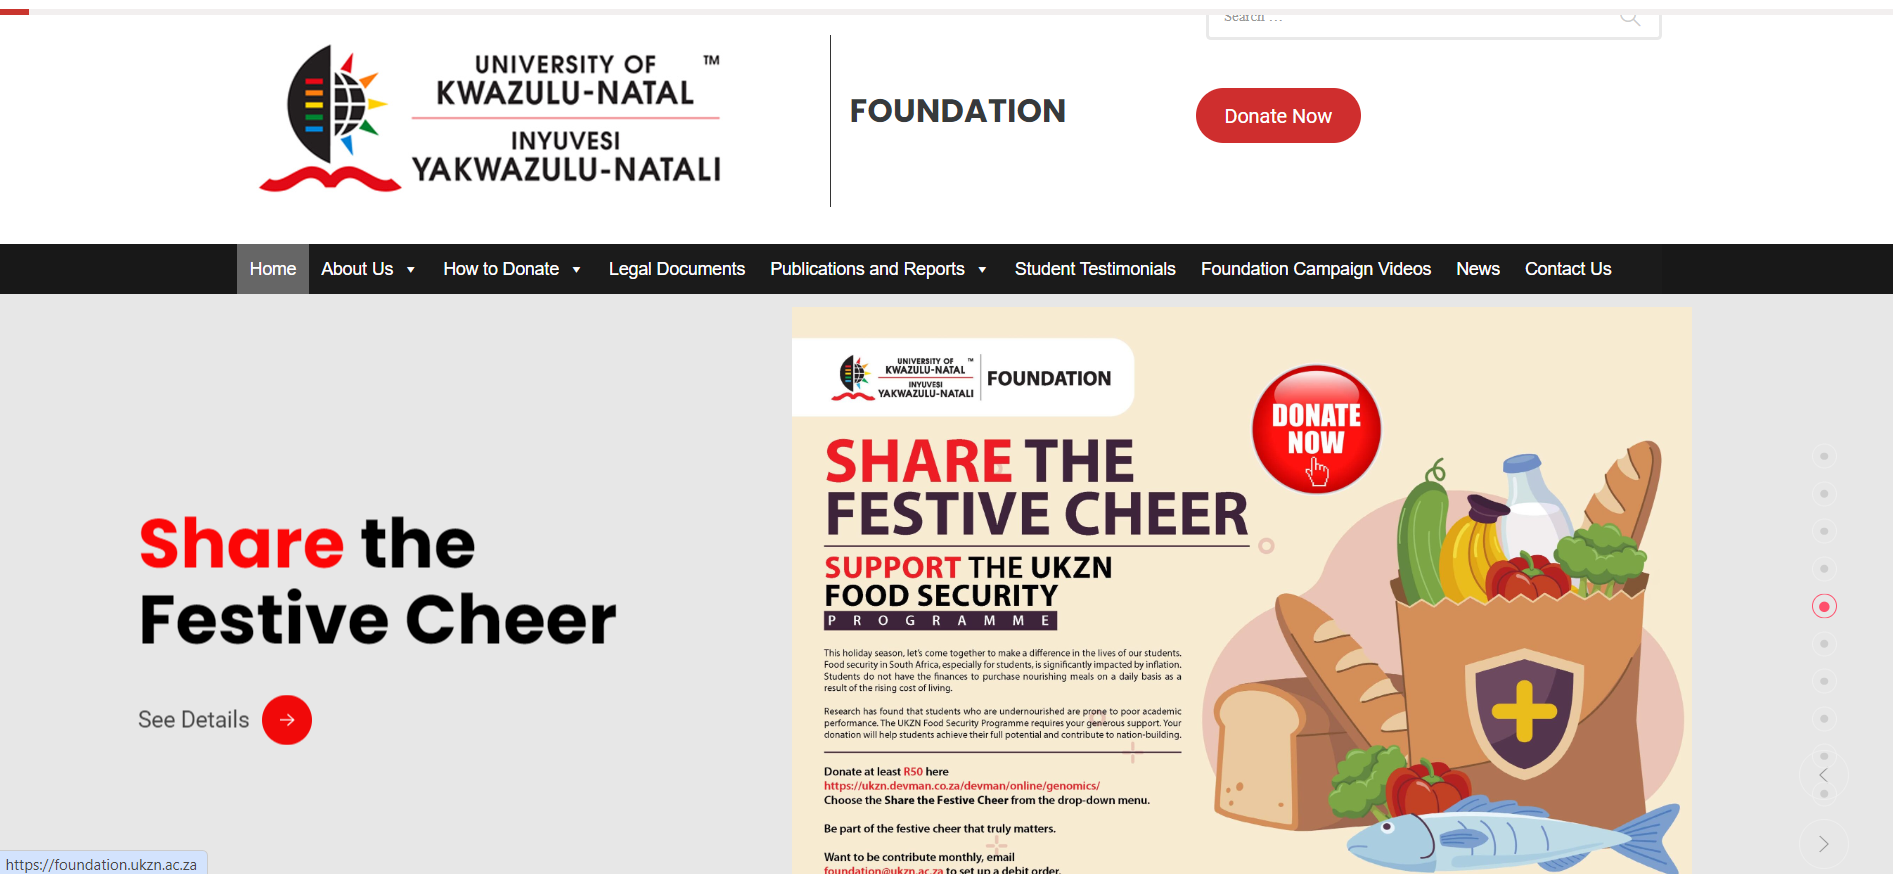 Search …
UNIVERSITY OF ™
KWAZULU-NATAL
INYUVESI
YAKWAZULU-NATALI
FOUNDATION
Donate Now
Home About Us How to Donate Legal Documents Publications and Reports Student Testimonials Foundation Campaign Videos News Contact Us
Share the
Festive Cheer
See Details
UNIVERSITY OF ™
KWAZULU-NATAL
INYUVESI
YAKWAZULU-NATALI
FOUNDATION
DONATE
NOW
SHARE THE
FESTIVE CHEER
SUPPORT THE UKZN
FOOD SECURITY
PROGRAMME
This holiday season, let's come together to make a difference in the lives of our students.
Food security in South Africa, especially for students, is significantly impacted by inflation.
Students do not have the finances to purchase nourishing meals on a daily basis as a
result of the rising cost of living.
Research has found that students who are undernourished are prone to poor academic
performance. The UKZN Food Security Programme requires your generous support. Your
donation will help students achieve their full potential and contribute to nation-building.
Donate at least R50 here
https://ukzn.devman.co.za/devman/online/genomics/
Choose the Share the Festive Cheer from the drop-down menu.
Be part of the festive cheer that truly matters.
Want to be contribute monthly, email
foundation@ukzn.ac.za to set up a debit order.
https://foundation.ukzn.ac.za